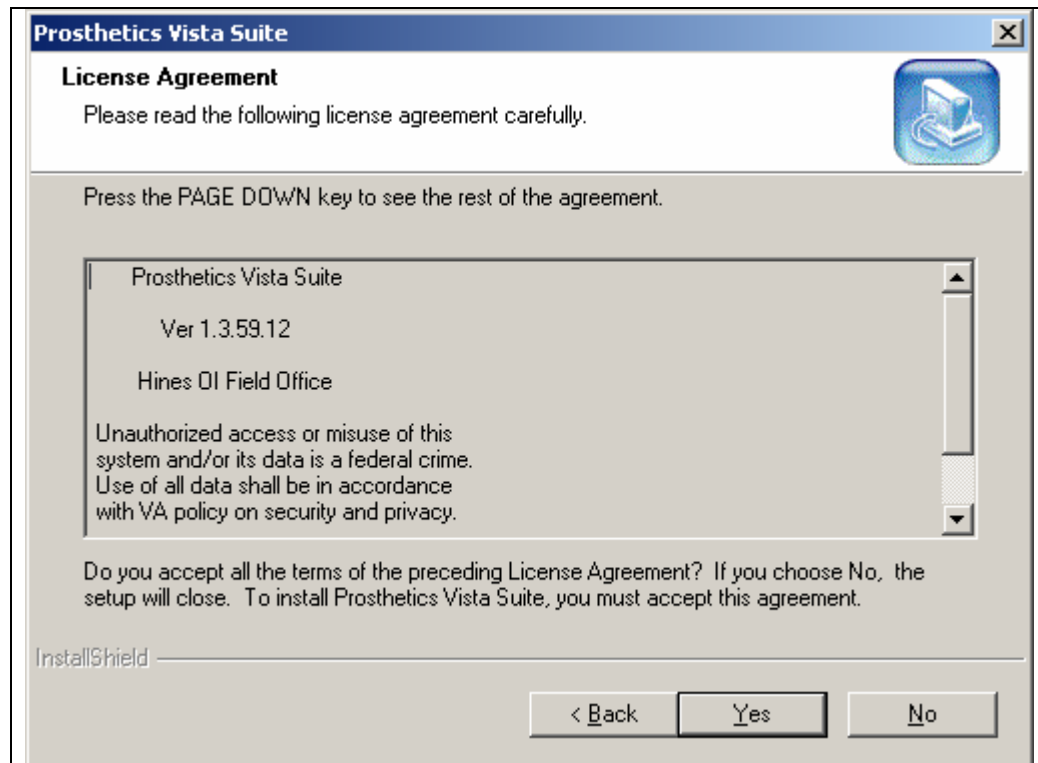 Prosthetics Vista Suite
License Agreement
Please read the following license agreement carefully.
Press the PAGE DOWN key to see the rest of the agreement.
Prosthetics Vista Suite
Ver 1.3.59.12
Hines OI Field Office
Unauthorized access or misuse of this
system and/or its data is a federal crime.
Use of all data shall be in accordance
with VA policy on security and privacy.
Do you accept all the terms of the preceding License Agreement?  If you choose No,  the
setup will close.  To install Prosthetics Vista Suite, you must accept this agreement.
InstallShield
< Back
Yes
No